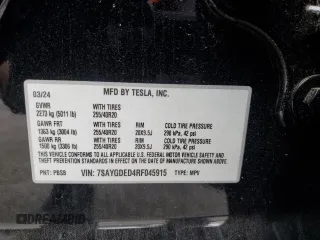 MFD BY TESLA, INC.
03/24
GVWR WITH TIRES
2273 kg (5011 lb) 255/40R20
GAWR FRT WITH TIRES RIM COLD TIRE PRESSURE
1363 kg (3004 lb) 255/40R20 20X9.5J 290 kPa, 42 psi
GAWR RR WITH TIRES RIM COLD TIRE PRESSURE
1500 kg (3306 lb) 255/40R20 20X9.5J 290 kPa, 42 psi
THIS VEHICLE CONFORMS TO ALL APPLICABLE U.S. FEDERAL MOTOR VEHICLE SAFETY AND
THEFT PREVENTION STANDARDS IN EFFECT ON THE DATE OF MANUFACTURE SHOWN ABOVE.
PNT: PBSB VIN: 7SAYGDED4RF045915 TYPE: MPV
AUTOBIDCAR